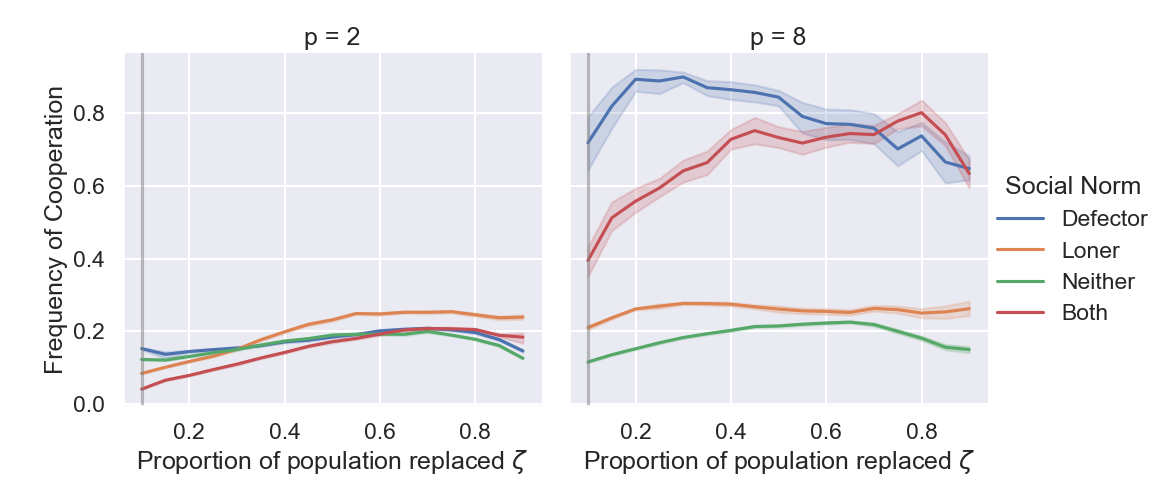 p = 2
p = 8
Frequency of Cooperation
0.8
0.6
0.4
0.2
0.0
0.2 0.4 0.6 0.8
0.2 0.4 0.6 0.8
Proportion of population replaced ζ
Proportion of population replaced ζ
Social Norm
Defector
Loner
Neither
Both